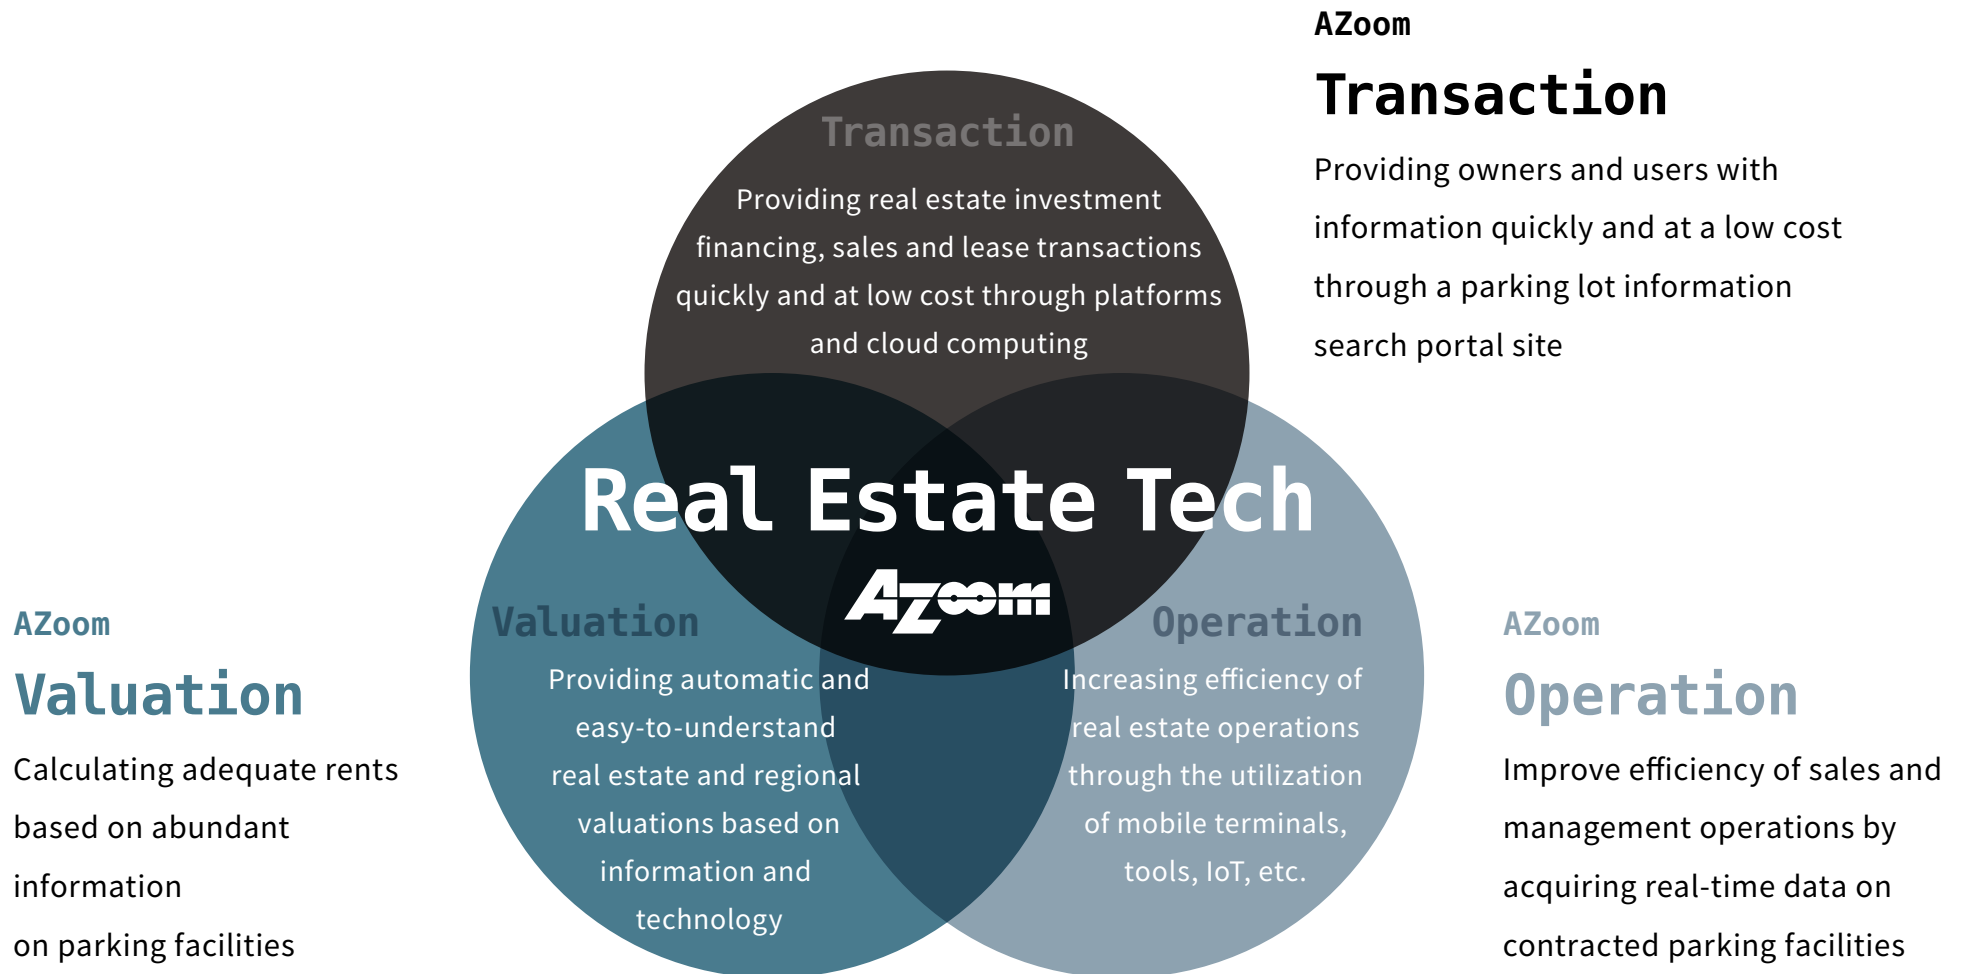 AZoom
Transaction
Providing owners and users with
information quickly and at a low cost
through a parking lot information
search portal site
Transaction
Providing real estate investment
financing, sales and lease transactions
quickly and at low cost through platforms
and cloud computing
Real Estate Tech
AZoom
Valuation
Providing automatic and
easy-to-understand
real estate and regional
valuations based on
information and
technology
Operation
Increasing efficiency of
real estate operations
through the utilization
of mobile terminals,
tools, IoT, etc.
AZoom
Valuation
Calculating adequate rents
based on abundant
information
on parking facilities
AZoom
Operation
Improve efficiency of sales and
management operations by
acquiring real-time data on
contracted parking facilities